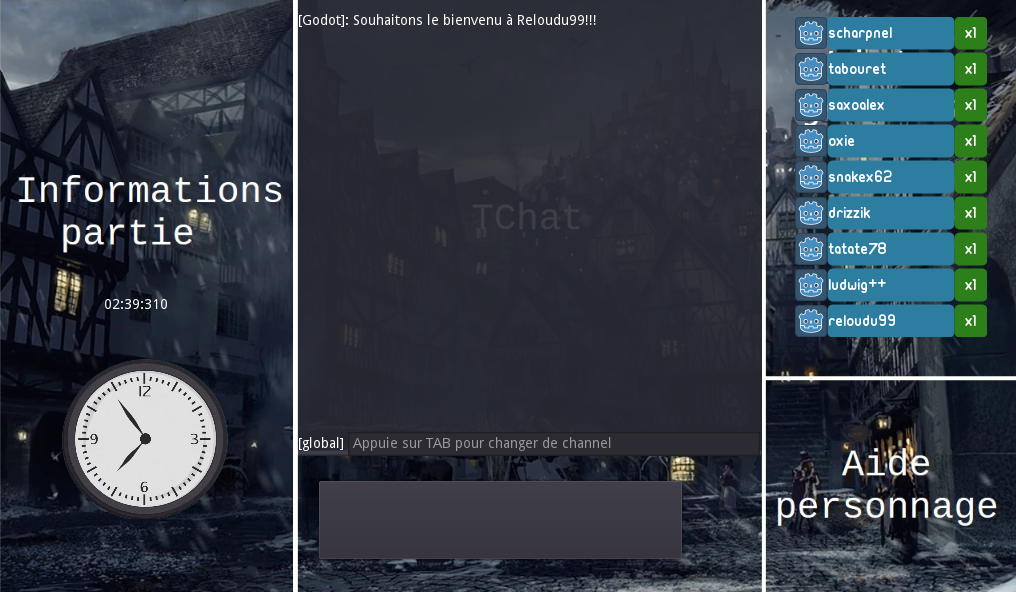 Informations
partie
02:39:310
12
9
3
6
[Godot]: Souhaitons le bienvenu à Reloudu99!!!
TChat
[global] Appuie sur TAB pour changer de channel
scharpnel x1
tabouret x1
saxoalex x1
oxie x1
snakex62 x1
drizzik x1
tatate78 x1
ludwig++ x1
reloudu99 x1
Aide
personnage